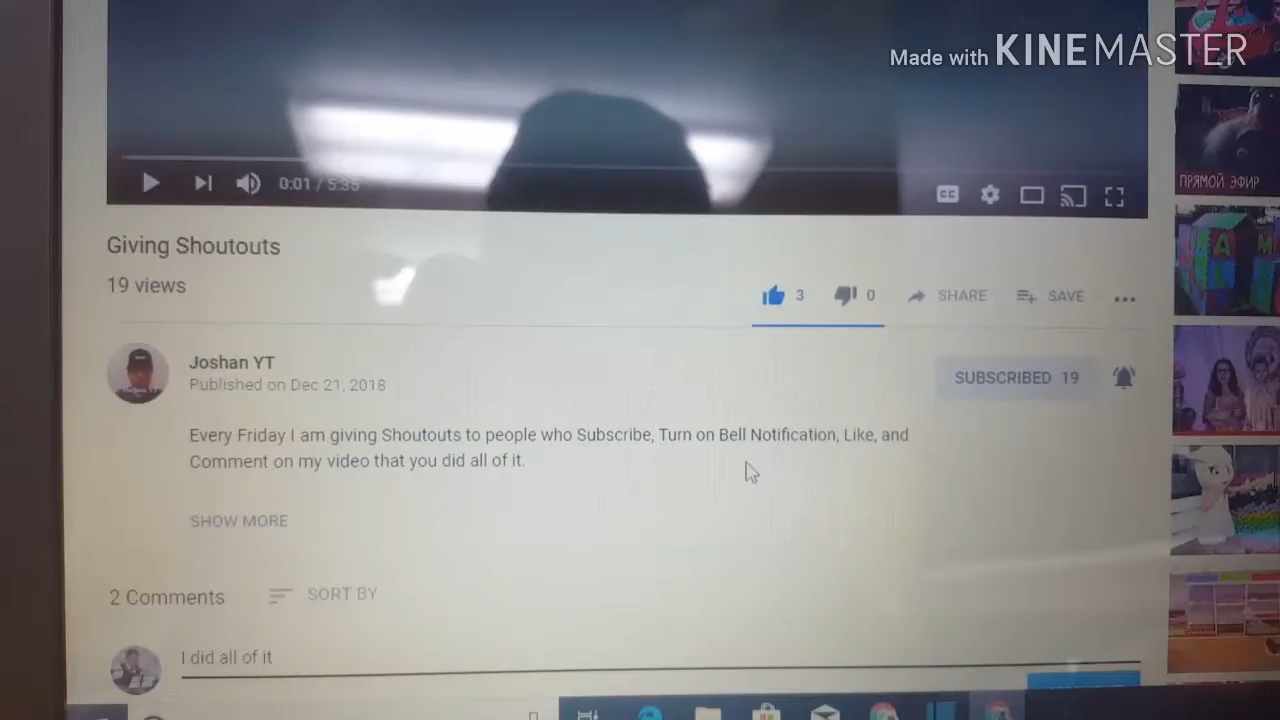 Made with KINEMASTER
ПРЯМОЙ ЭФИР
0:01 / 5:35
CC
Giving Shoutouts
19 views
3
0
SHARE
SAVE
Joshan YT
Published on Dec 21, 2018
SUBSCRIBED 19
Every Friday I am giving Shoutouts to people who Subscribe, Turn on Bell Notification, Like, and
Comment on my video that you did all of it.
SHOW MORE
2 Comments
SORT BY
I did all of it